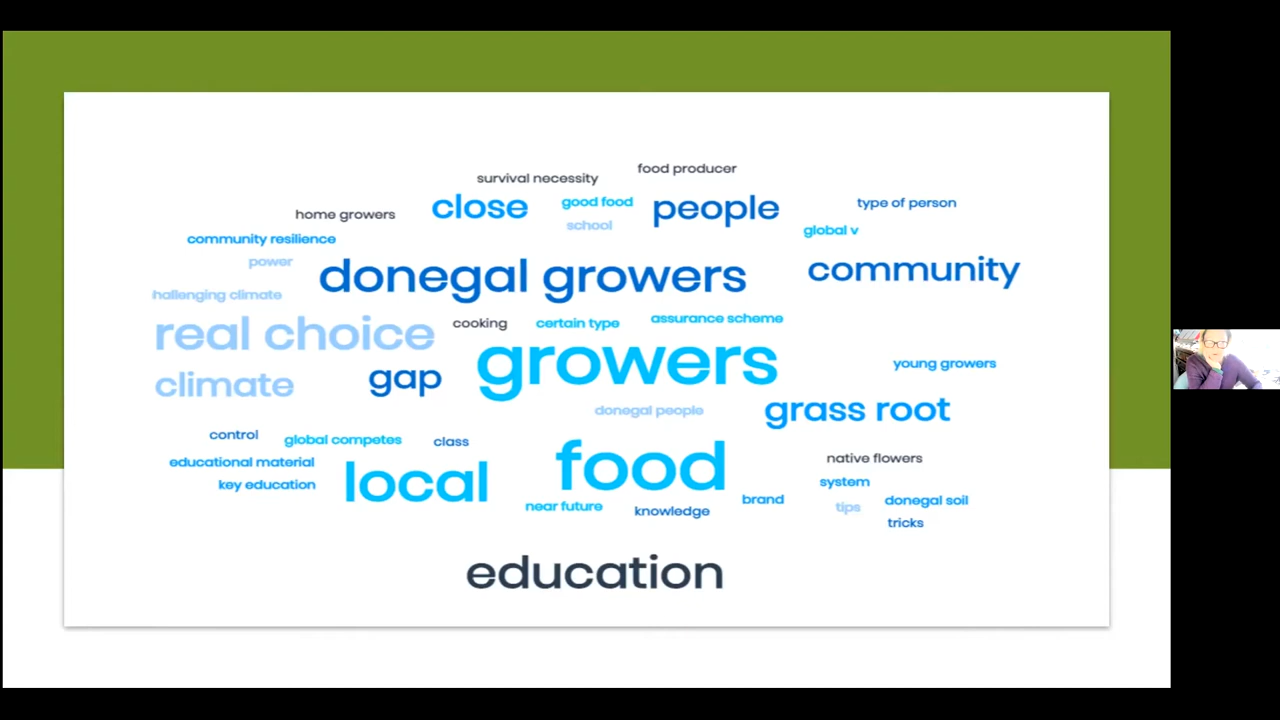 food producer
survival necessity
close
good food
people
type of person
home growers
school
global v
community resilience
power
donegal growers
community
hallenging climate
real choice
cooking
certain type
assurance scheme
growers
young growers
climate
gap
donegal people
grass root
control
global competes
class
native flowers
educational material
local
food
system
key education
near future
knowledge
brand
tips
donegal soil
tricks
education